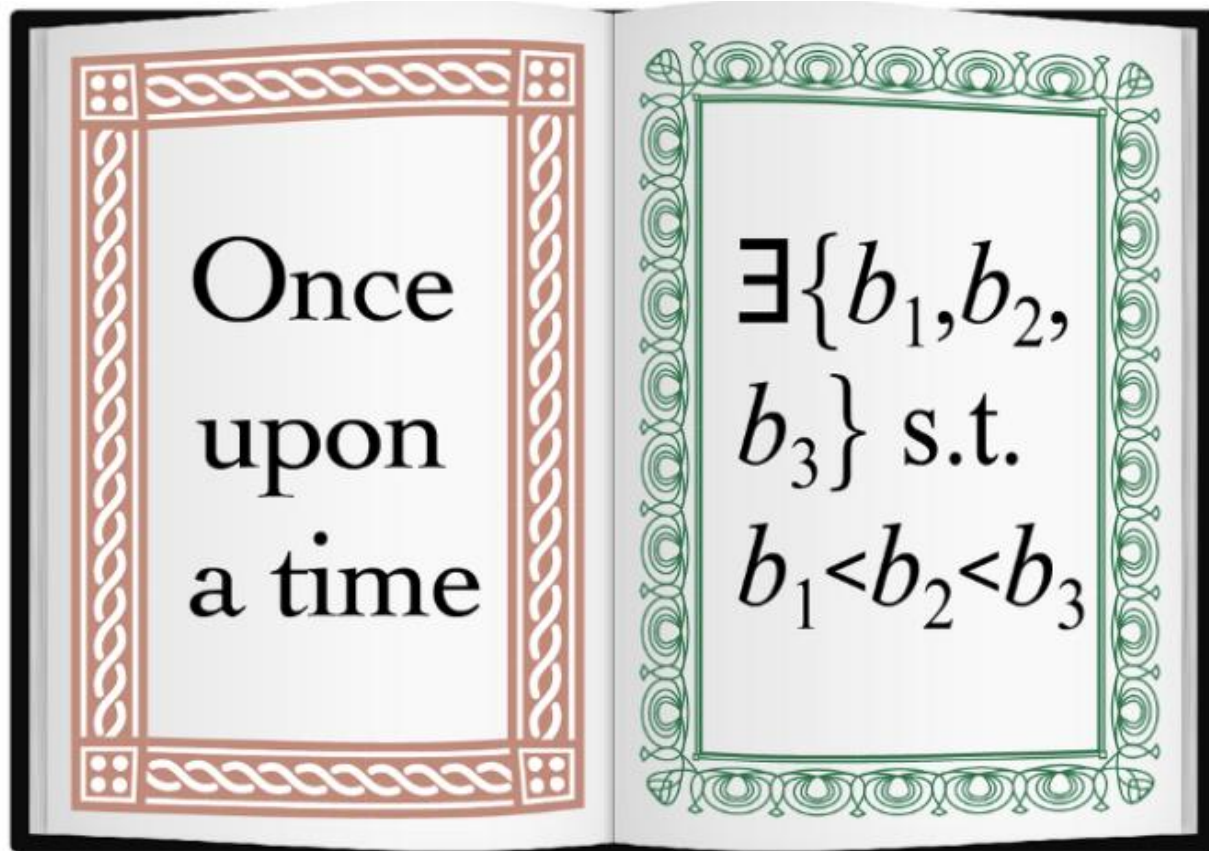 Once
upon
a time
∃{b₁,b₂,
b₃} s.t.
b₁<b₂<b₃